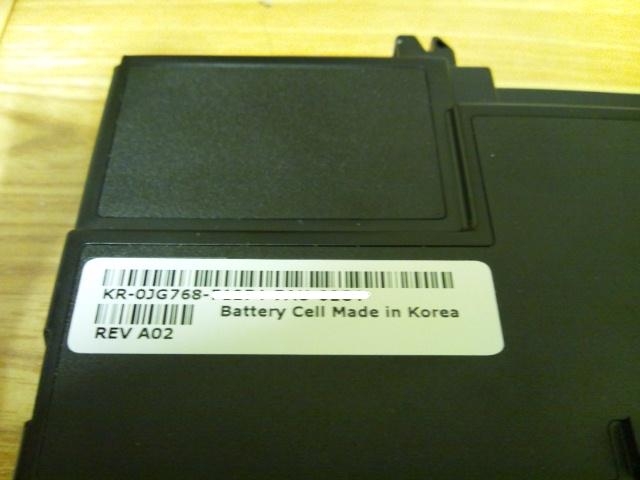 KR-0JG768-
Battery Cell Made in Korea
REV A02